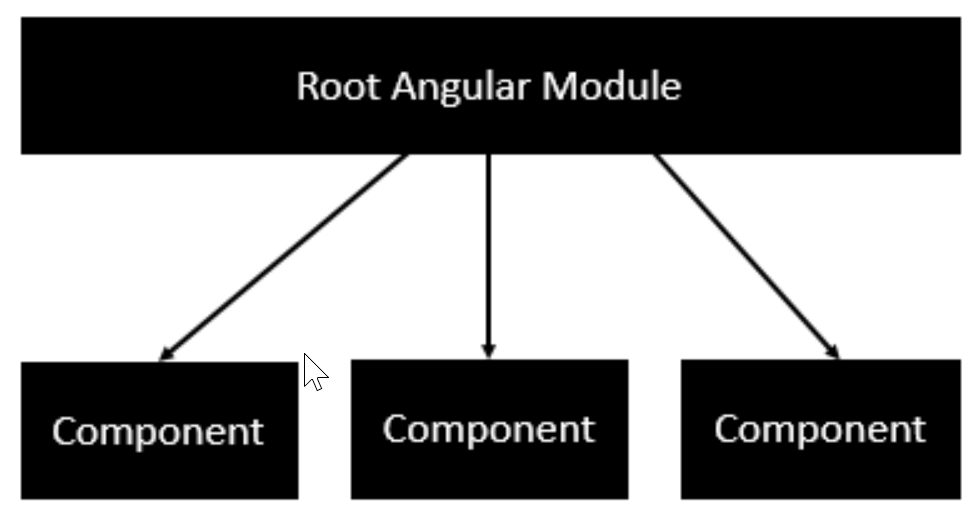 Root Angular Module
Component
Component
Component